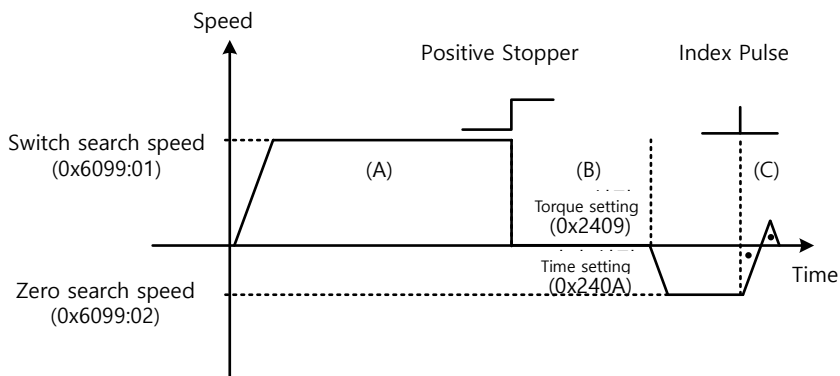 Speed
Positive Stopper
Index Pulse
Switch search speed
(0x6099:01)
(A)
(B)
(C)
Torque setting
(0x2409)
Time setting
(0x240A)
Time
Zero search speed
(0x6099:02)